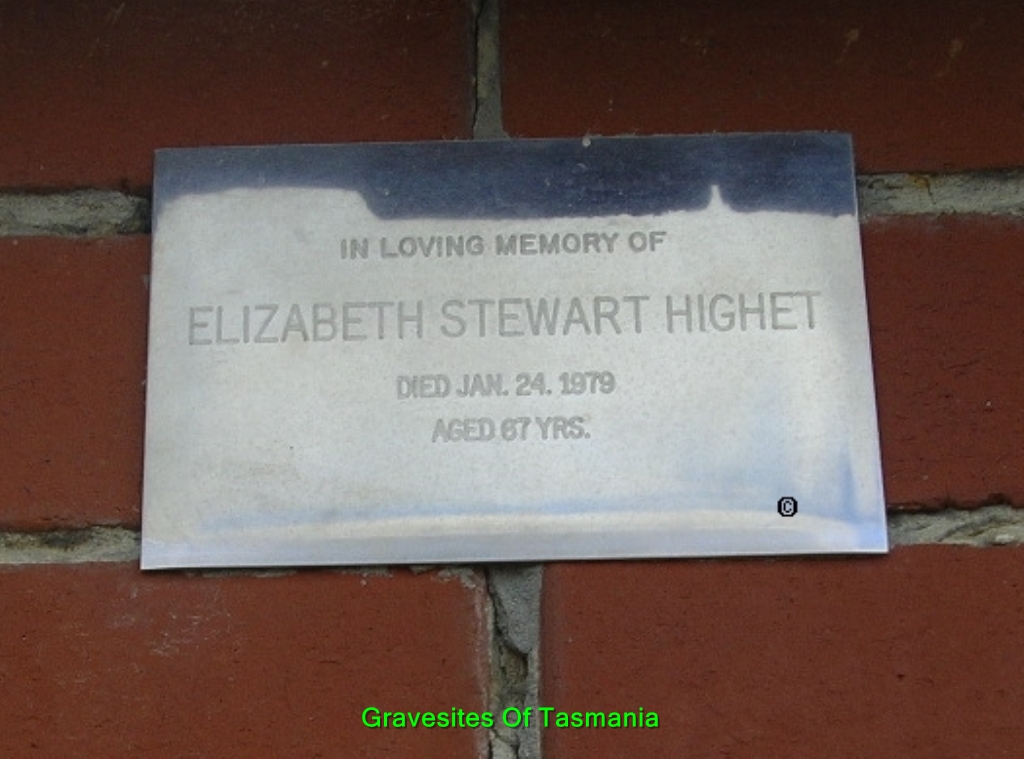 IN LOVING MEMORY OF
ELIZABETH STEWART HIGHET
DIED JAN. 24. 1979
AGED 67 YRS.
©
Gravesites Of Tasmania